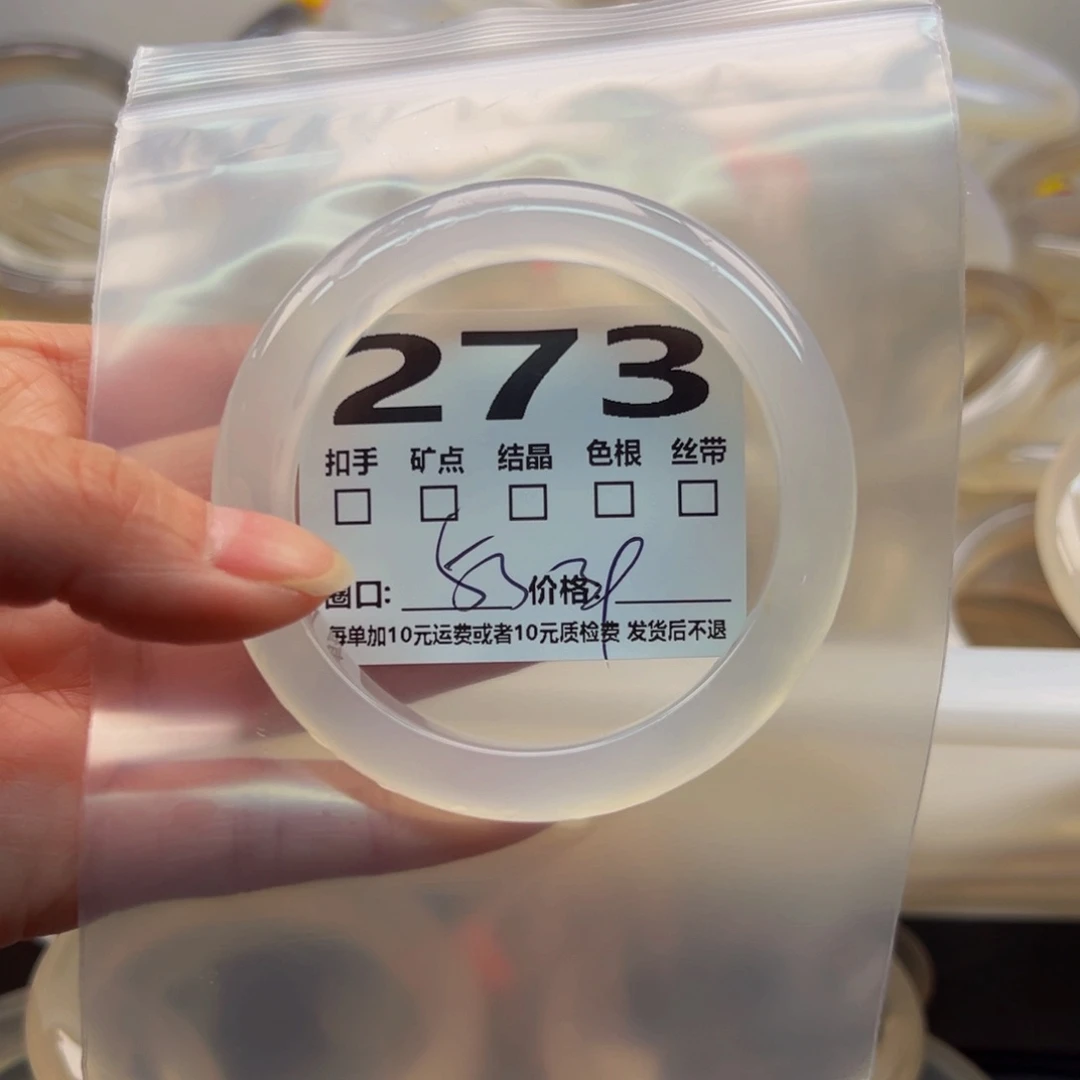 273
扣手 矿点 结晶 色根 丝带
□ □ □ □ □
圈口: 价格:
每单加10元运费或者10元质检费 发货后不退